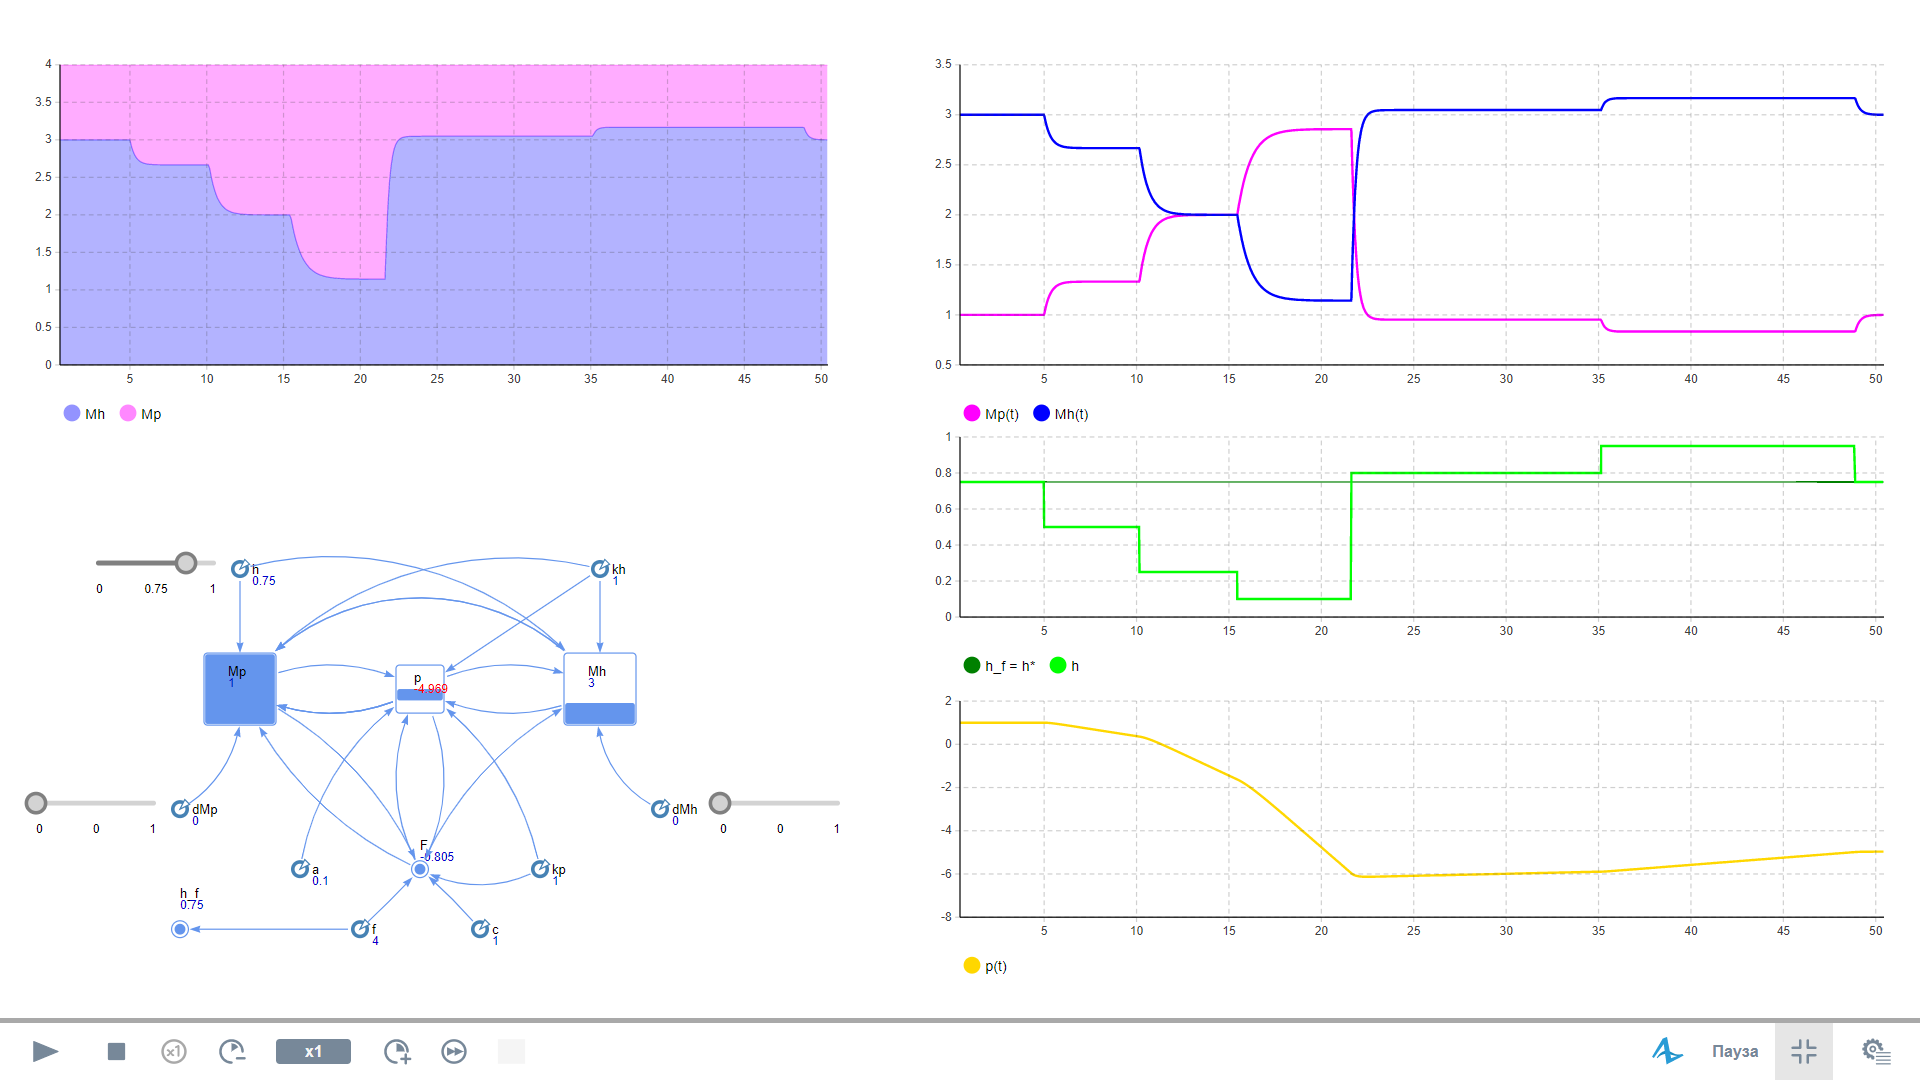 4
3.5
3
2.5
2
1.5
1
0.5
0
5 10 15 20 25 30 35 40 45 50
Mh Mp
3.5
3
2.5
2
1.5
1
0.5
5 10 15 20 25 30 35 40 45 50
Mp(t) Mh(t)
1
0.8
0.6
0.4
0.2
0
5 10 15 20 25 30 35 40 45 50
h_f = h* h
2
0
-2
-4
-6
-8
5 10 15 20 25 30 35 40 45 50
p(t)
0 0.75 1
h
0.75
kh
1
Mp
1
p
-4.969
Mh
3
dMp
0
0 0 1
dMh
0
0 0 1
F
-0.805
a
0.1
kp
1
h_f
0.75
f
4
c
1
x1
x1
Пауза